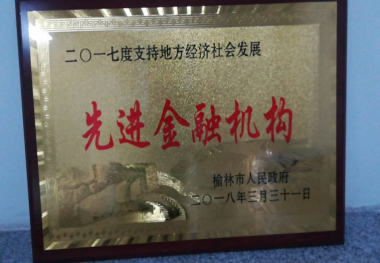 二〇一七度支持地方经济社会发展
先进金融机构
榆林市人民政府
二〇一八年三月三十一日